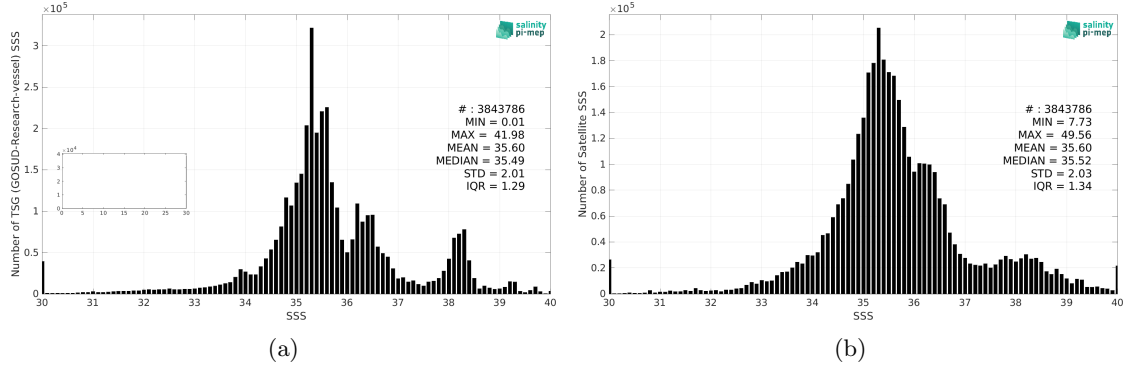 ×10^5
salinity
pi-mep
Number of TSG (GOSUD-Research-vessel) SSS
3
2.5
2
1.5
1
0.5
0
# : 3843786
MIN = 0.01
MAX = 41.98
MEAN = 35.60
MEDIAN = 35.49
STD = 2.01
IQR = 1.29
×10^4
4
3
2
1
0
0 5 10 15 20 25 30
30 31 32 33 34 35 36 37 38 39 40
SSS
(a)
×10^5
salinity
pi-mep
Number of Satellite SSS
2
1.8
1.6
1.4
1.2
1
0.8
0.6
0.4
0.2
0
# : 3843786
MIN = 7.73
MAX = 49.56
MEAN = 35.60
MEDIAN = 35.52
STD = 2.03
IQR = 1.34
30 31 32 33 34 35 36 37 38 39 40
SSS
(b)